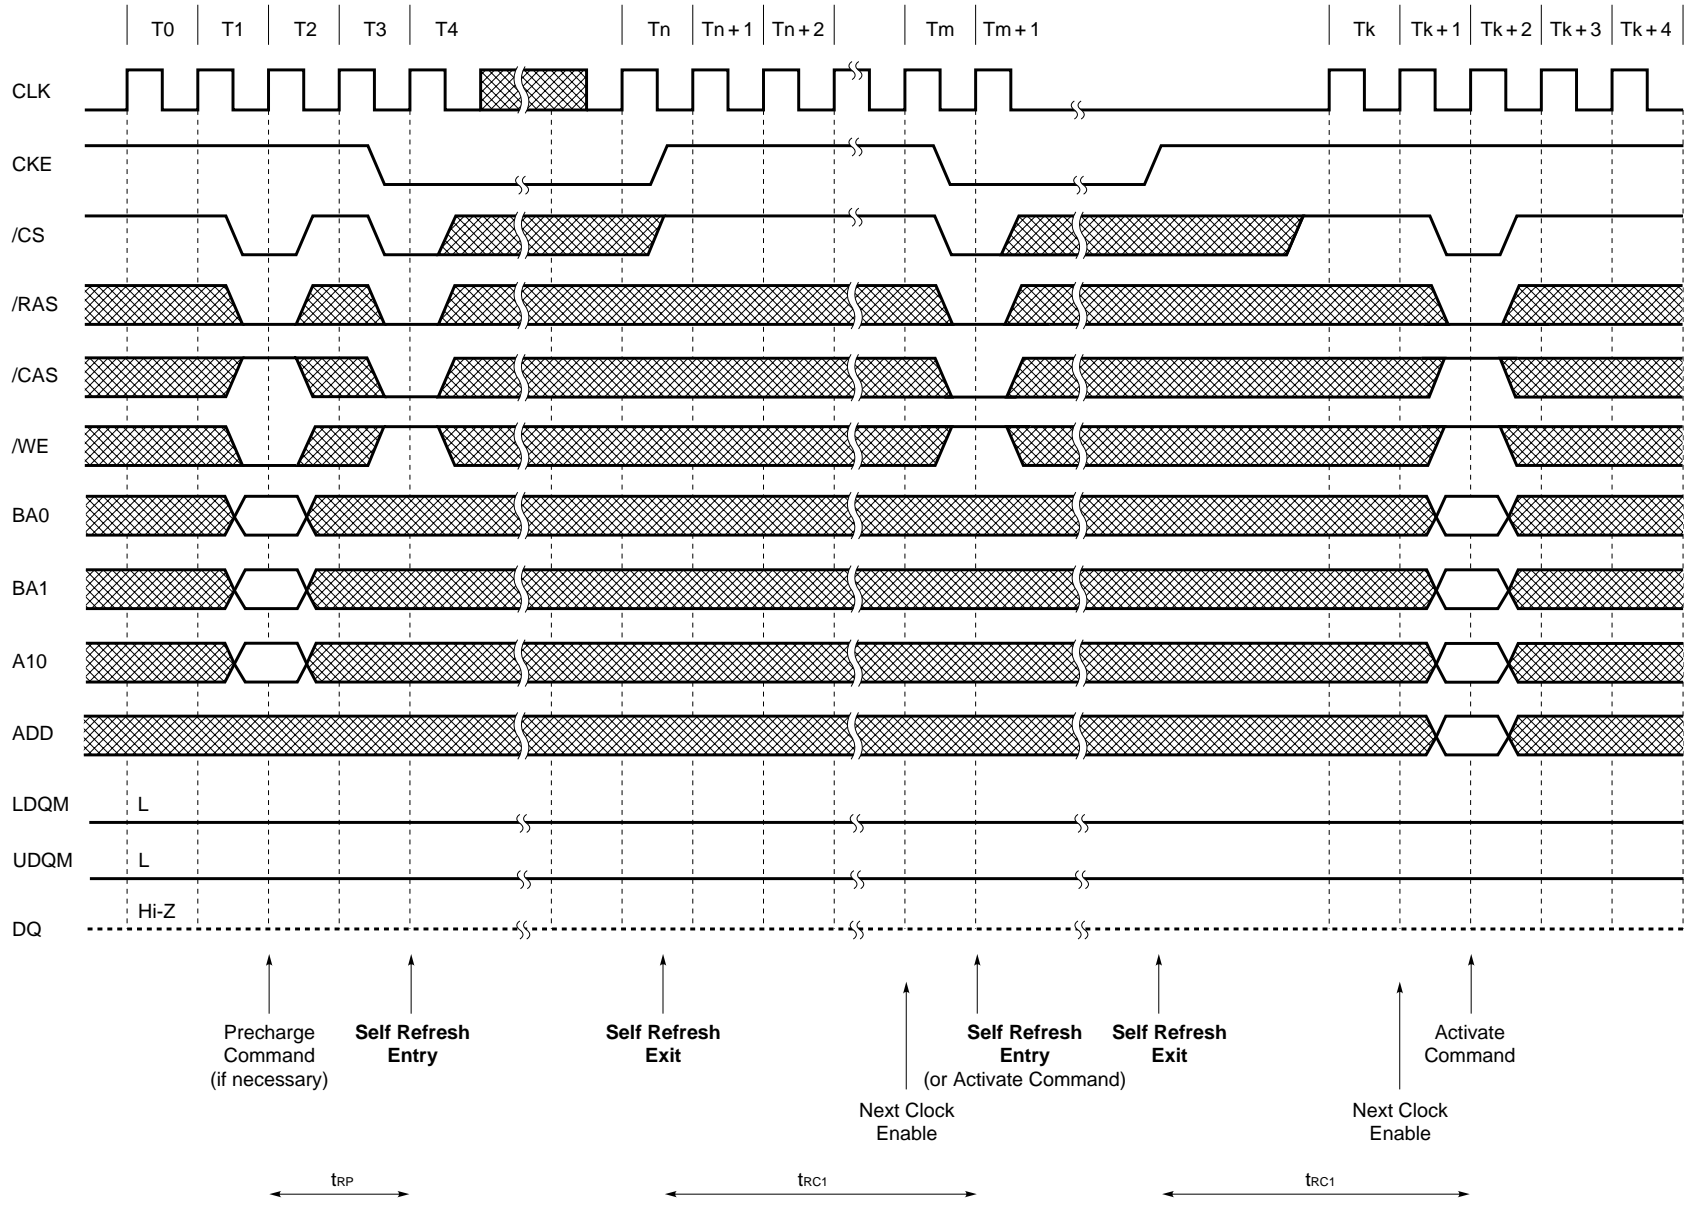 T0 T1 T2 T3 T4 Tn Tn + 1 Tn + 2 Tm Tm + 1 Tk Tk + 1 Tk + 2 Tk + 3 Tk + 4
CLK
CKE
/CS
/RAS
/CAS
/WE
BA0
BA1
A10
ADD
LDQM L
UDQM L
Hi-Z
DQ
Precharge
Command
(if necessary)
Self Refresh
Entry
Self Refresh
Exit
Next Clock
Enable
Self Refresh
Entry
(or Activate Command)
Self Refresh
Exit
Next Clock
Enable
Activate
Command
tRP
tRC1
tRC1